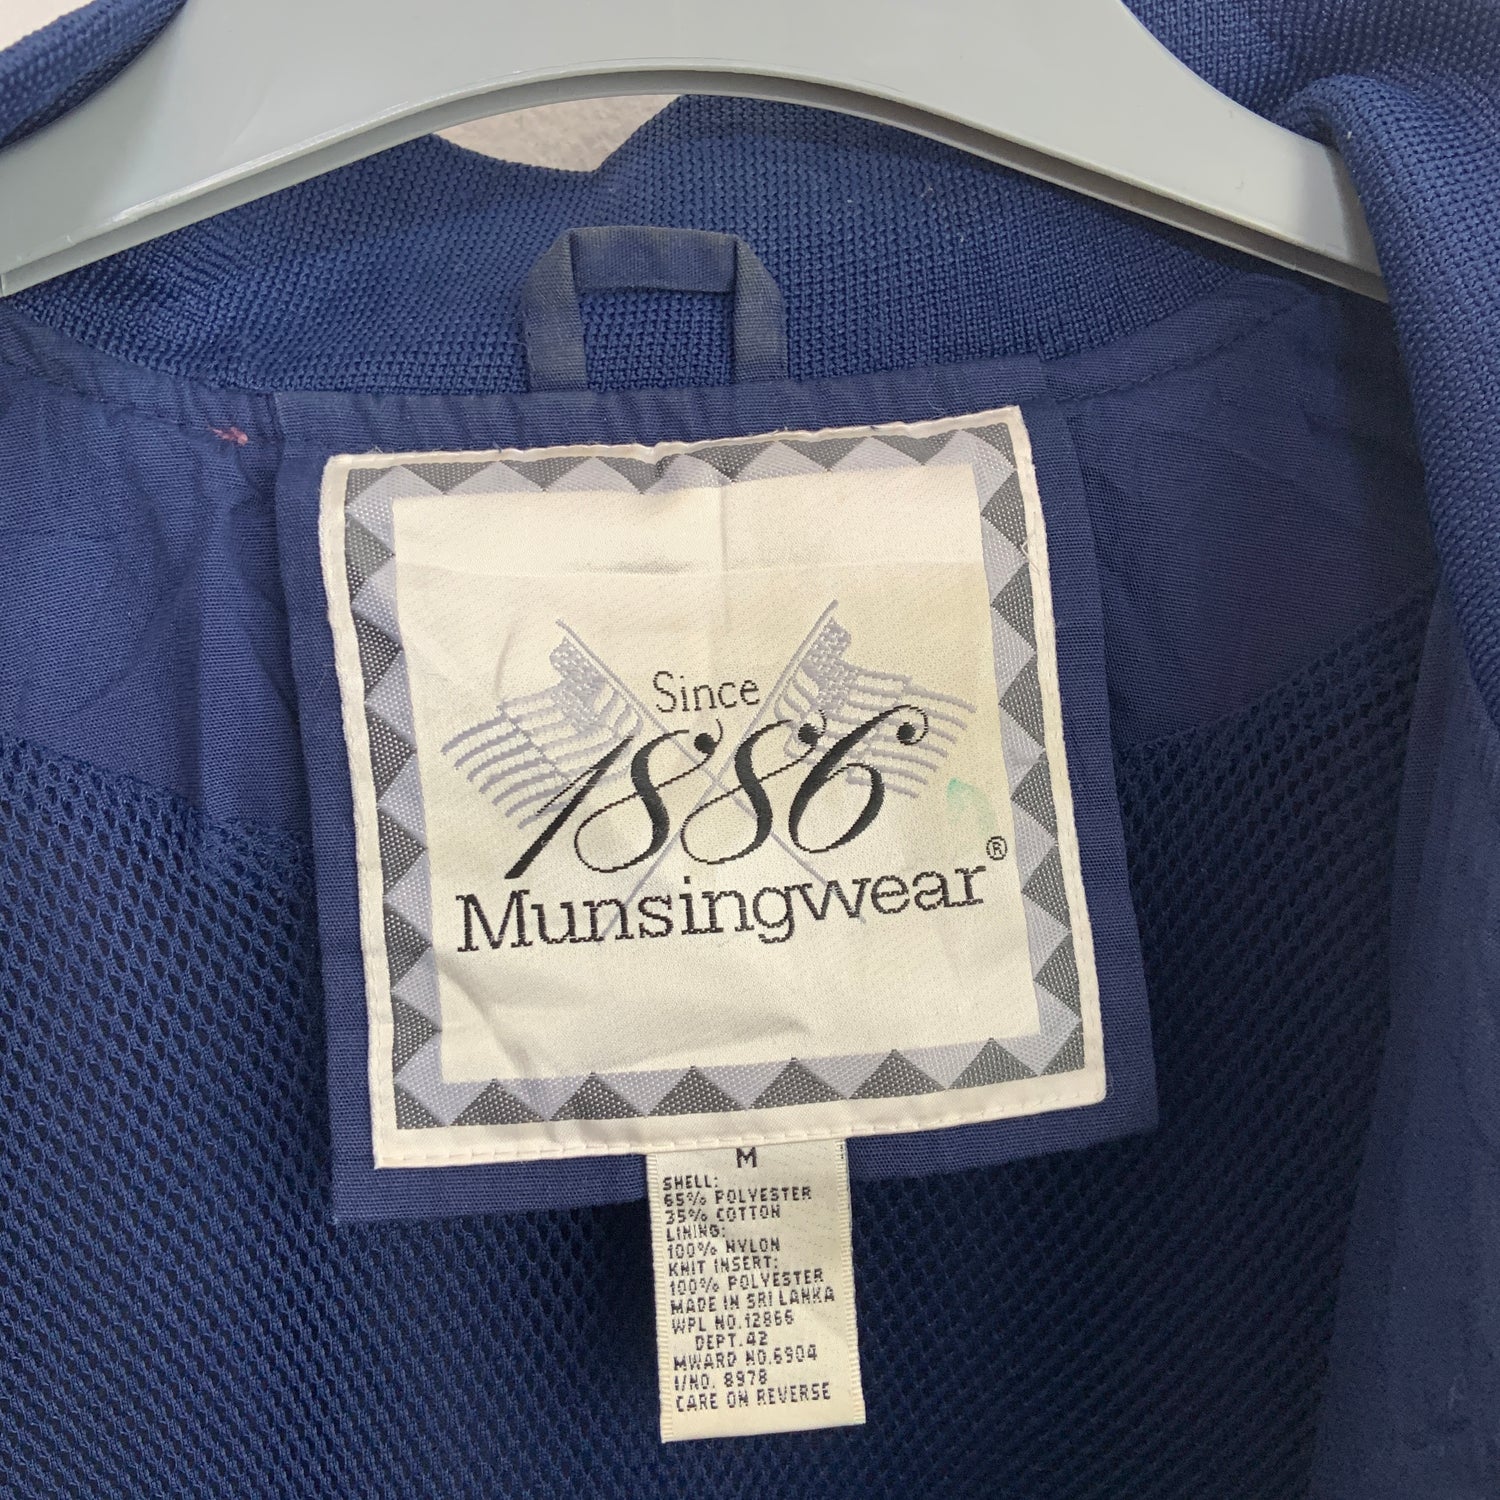 Since
1886
Munsingwear®
M
SHELL:
65% POLYESTER
35% COTTON
LINING:
100% NYLON
KNIT INSERT:
100% POLYESTER
MADE IN SRI LANKA
WPL NO.12866
DEPT.42
MWARD NO.6904
I/NO. 8978
CARE ON REVERSE